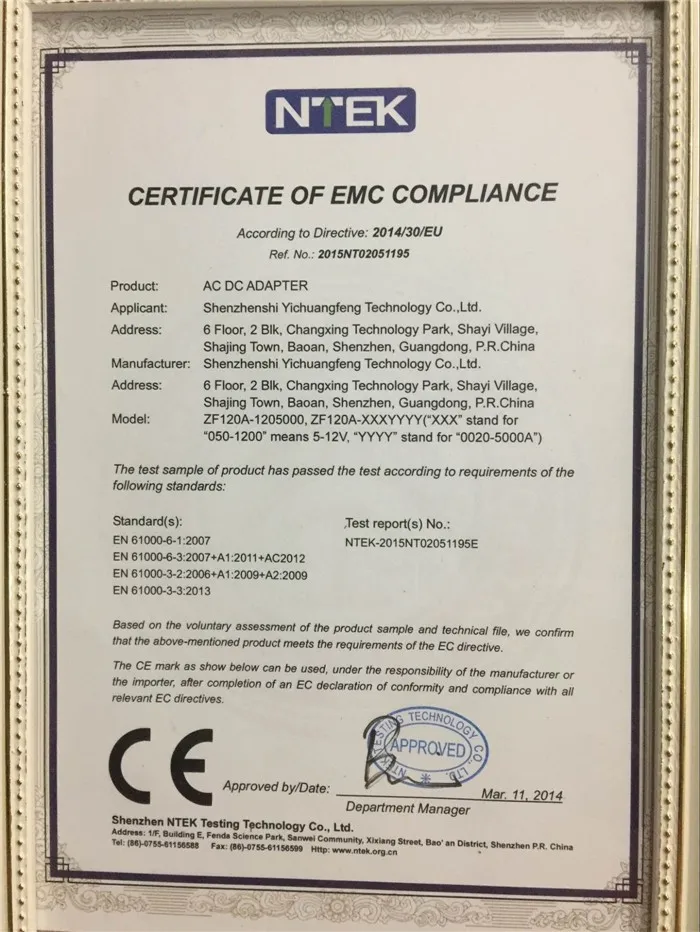 NTEK
CERTIFICATE OF EMC COMPLIANCE
According to Directive: 2014/30/EU
Ref. No.: 2015NT02051195
Product: AC DC ADAPTER
Applicant: Shenzhenshi Yichuangfeng Technology Co.,Ltd.
Address: 6 Floor, 2 Blk, Changxing Technology Park, Shayi Village,
Shajing Town, Baoan, Shenzhen, Guangdong, P.R.China
Manufacturer: Shenzhenshi Yichuangfeng Technology Co.,Ltd.
Address: 6 Floor, 2 Blk, Changxing Technology Park, Shayi Village,
Shajing Town, Baoan, Shenzhen, Guangdong, P.R.China
Model: ZF120A-1205000, ZF120A-XXXYYYY("XXX" stand for
"050-1200" means 5-12V, "YYYY" stand for "0020-5000A")
The test sample of product has passed the test according to requirements of the
following standards:
Standard(s): Test report(s) No.:
EN 61000-6-1:2007 NTEK-2015NT02051195E
EN 61000-6-3:2007+A1:2011+AC2012
EN 61000-3-2:2006+A1:2009+A2:2009
EN 61000-3-3:2013
Based on the voluntary assessment of the product sample and technical file, we confirm
that the above-mentioned product meets the requirements of the EC directive.
The CE mark as show below can be used, under the responsibility of the manufacturer or
the importer, after completion of an EC declaration of conformity and compliance with all
relevant EC directives.
CE
NTEK TESTING TECHNOLOGY CO., LTD.
APPROVED
Approved by/Date: Mar. 11, 2014
Department Manager
Shenzhen NTEK Testing Technology Co., Ltd.
Address: 1/F, Building E, Fenda Science Park, Sanwei Community, Xixiang Street, Bao' an District, Shenzhen P.R. China
Tel: (86)-0755-61156588 Fax: (86)-0755-61156599 Http: www.ntek.org.cn